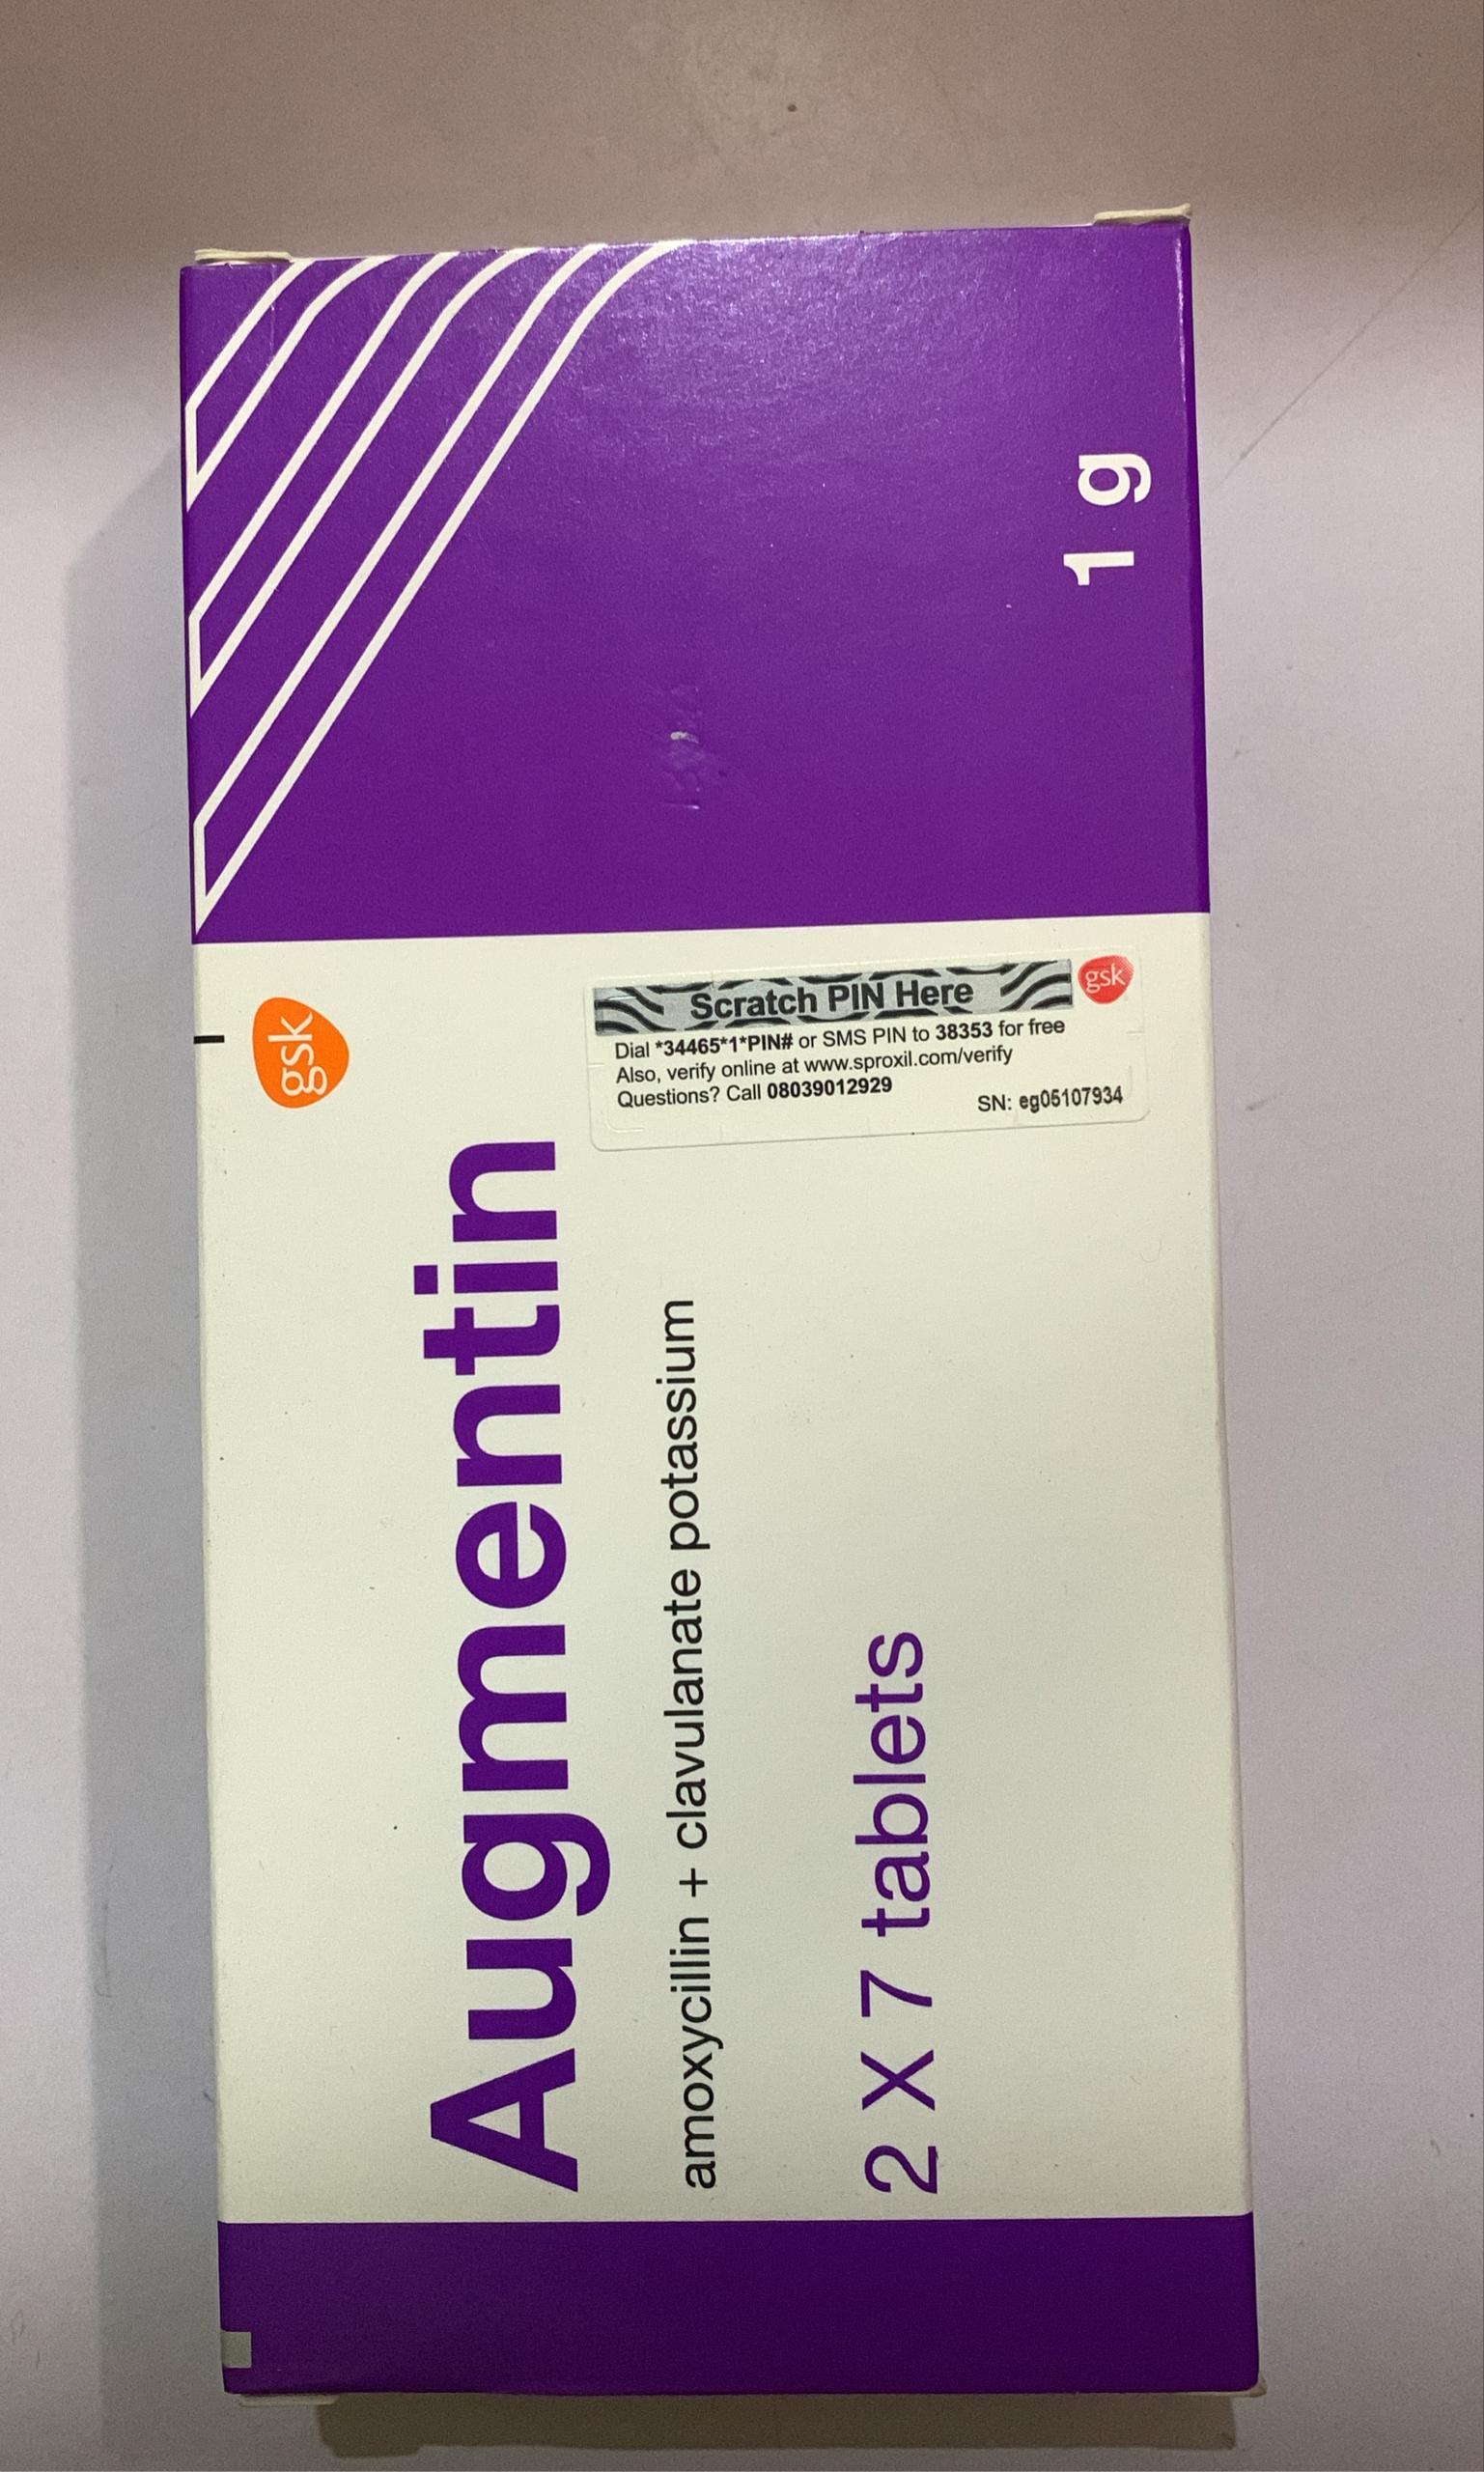 gsk
Augmentin
amoxycillin + clavulanate potassium
2 X 7 tablets
1 g
Scratch PIN Here
gsk
Dial *34465*1*PIN# or SMS PIN to 38353 for free
Also, verify online at www.sproxil.com/verify
Questions? Call 08039012929
SN: eg05107934